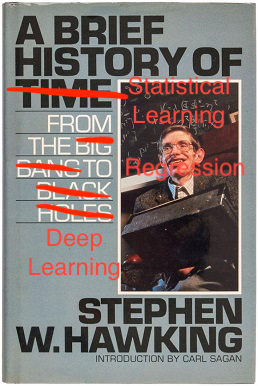 A BRIEF
HISTORY OF
TIME Statistical
Learning
FROM
THE BIG
BANG TO Regression
BLACK
HOLES
Deep
Learning
STEPHEN
W. HAWKING
INTRODUCTION BY CARL SAGAN